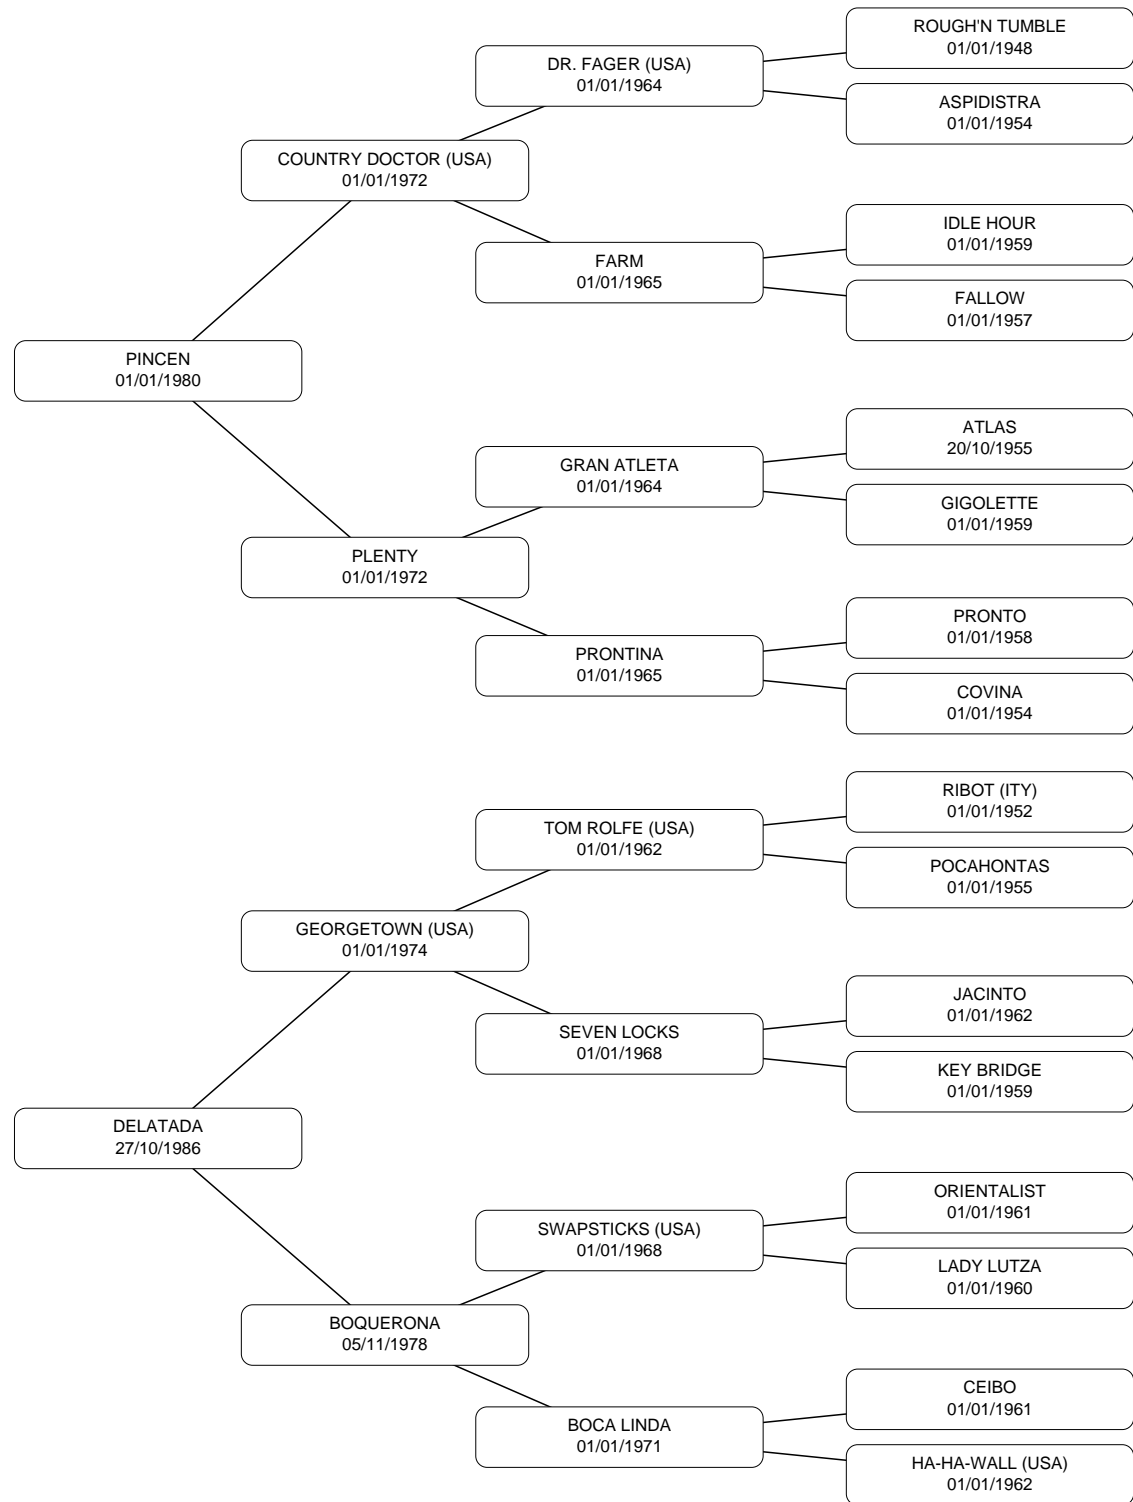 ROUGH'N TUMBLE
01/01/1948
DR. FAGER (USA)
01/01/1964
ASPIDISTRA
01/01/1954
COUNTRY DOCTOR (USA)
01/01/1972
IDLE HOUR
01/01/1959
FARM
01/01/1965
FALLOW
01/01/1957
PINCEN
01/01/1980
ATLAS
20/10/1955
GRAN ATLETA
01/01/1964
GIGOLETTE
01/01/1959
PLENTY
01/01/1972
PRONTO
01/01/1958
PRONTINA
01/01/1965
COVINA
01/01/1954
RIBOT (ITY)
01/01/1952
TOM ROLFE (USA)
01/01/1962
POCAHONTAS
01/01/1955
GEORGETOWN (USA)
01/01/1974
JACINTO
01/01/1962
SEVEN LOCKS
01/01/1968
KEY BRIDGE
01/01/1959
DELATADA
27/10/1986
ORIENTALIST
01/01/1961
SWAPSTICKS (USA)
01/01/1968
LADY LUTZA
01/01/1960
BOQUERONA
05/11/1978
CEIBO
01/01/1961
BOCA LINDA
01/01/1971
HA-HA-WALL (USA)
01/01/1962